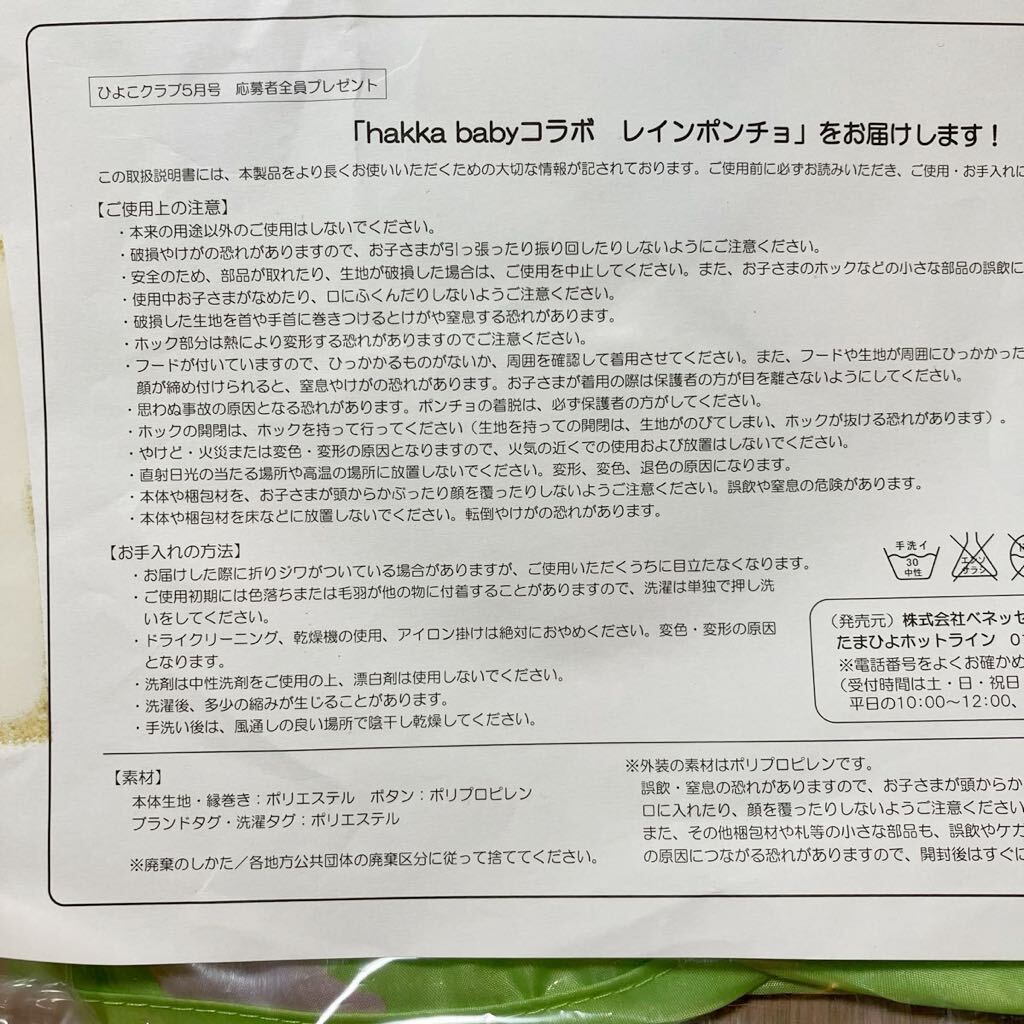 ひよこクラブ5月号　応募者全員プレゼント
「hakka babyコラボ　レインポンチョ」をお届けします！
この取扱説明書には、本製品をより長くお使いいただくための大切な情報が記されております。ご使用前に必ずお読みいただき、ご使用・お手入れに
【ご使用上の注意】
・本来の用途以外のご使用はしないでください。
・破損やけがの恐れがありますので、お子さまが引っ張ったり振り回したりしないようにご注意ください。
・安全のため、部品が取れたり、生地が破損した場合は、ご使用を中止してください。また、お子さまのホックなどの小さな部品の誤飲に
・使用中お子さまがなめたり、口にふくんだりしないようご注意ください。
・破損した生地を首や手首に巻きつけるとけがや窒息する恐れがあります。
・ホック部分は熱により変形する恐れがありますのでご注意ください。
・フードが付いていますので、ひっかかるものがないか、周囲を確認して着用させてください。また、フードや生地が周囲にひっかかった
顔が締め付けられると、窒息やけがの恐れがあります。お子さまが着用の際は保護者の方が目を離さないようにしてください。
・思わぬ事故の原因となる恐れがあります。ポンチョの着脱は、必ず保護者の方がしてください。
・ホックの開閉は、ホックを持って行ってください（生地を持っての開閉は、生地がのびてしまい、ホックが抜ける恐れがあります）。
・やけど・火災または変色・変形の原因となりますので、火気の近くでの使用および放置はしないでください。
・直射日光の当たる場所や高温の場所に放置しないでください。変形、変色、退色の原因になります。
・本体や梱包材を、お子さまが頭からかぶったり顔を覆ったりしないようご注意ください。誤飲や窒息の危険があります。
・本体や梱包材を床などに放置しないでください。転倒やけがの恐れがあります。
【お手入れの方法】
・お届けした際に折りジワがついている場合がありますが、ご使用いただくうちに目立たなくなります。
・ご使用初期には色落ちまたは毛羽が他の物に付着することがありますので、洗濯は単独で押し洗
いをしてください。
・ドライクリーニング、乾燥機の使用、アイロン掛けは絶対におやめください。変色・変形の原因
となります。
・洗剤は中性洗剤をご使用の上、漂白剤は使用しないでください。
・洗濯後、多少の縮みが生じることがあります。
・手洗い後は、風通しの良い場所で陰干し乾燥してください。
手洗イ
30
中性
エンソ
サラシ
（発売元）株式会社ベネッセ
たまひよホットライン　01
※電話番号をよくお確かめ
（受付時間は土・日・祝日
平日の10:00～12:00、
【素材】
本体生地・縁巻き：ポリエステル　ボタン：ポリプロピレン
ブランドタグ・洗濯タグ：ポリエステル
※廃棄のしかた／各地方公共団体の廃棄区分に従って捨ててください。
※外装の素材はポリプロピレンです。
誤飲・窒息の恐れがありますので、お子さまが頭からか
口に入れたり、顔を覆ったりしないようご注意ください
また、その他梱包材や札等の小さな部品も、誤飲やケガ
の原因につながる恐れがありますので、開封後はすぐに